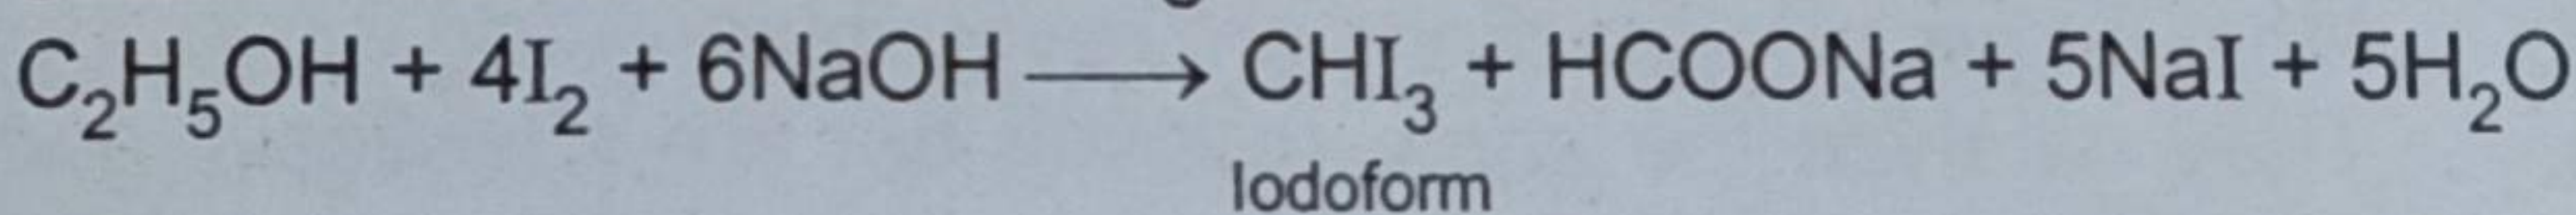 C₂H₅OH + 4I₂ + 6NaOH ⟶ CHI₃ + HCOONa + 5NaI + 5H₂O
Iodoform